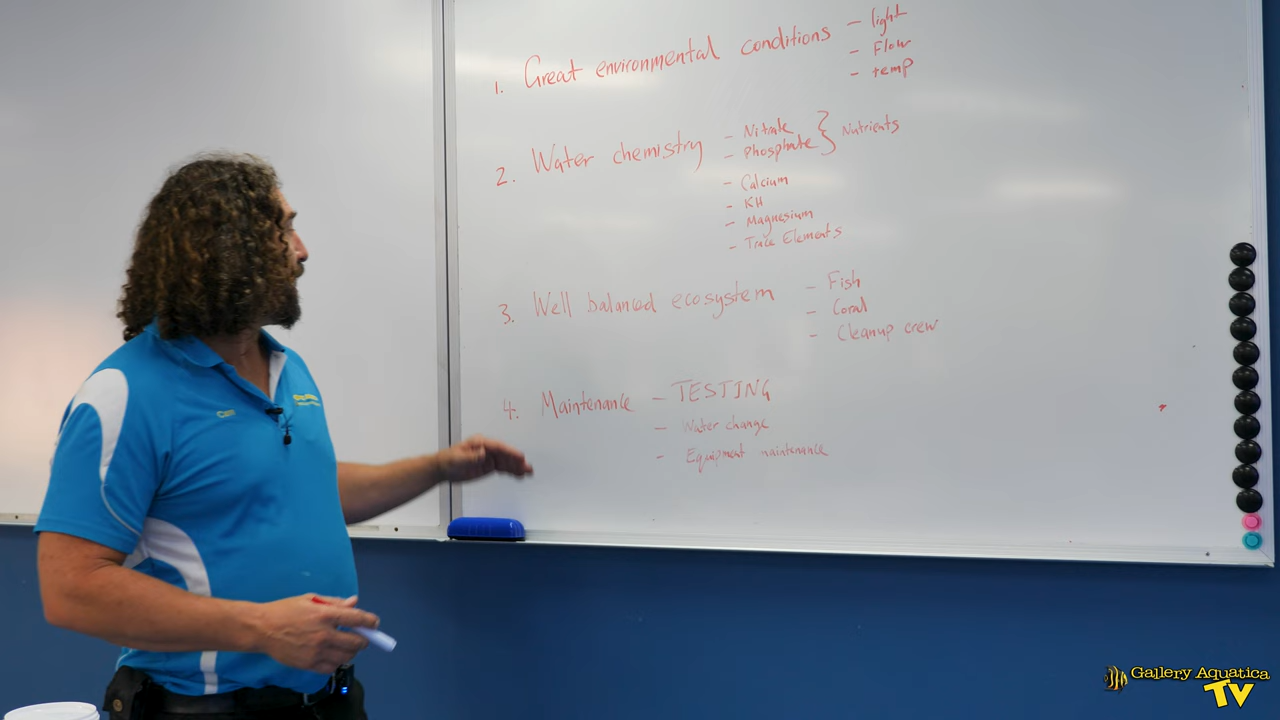 1. Great environmental conditions - light
- Flow
- temp
2. Water chemistry - Nitrate
- Phosphate } Nutrients
- Calcium
- KH
- Magnesium
- Trace Elements
3. Well balanced ecosystem - Fish
- Coral
- Cleanup crew
4. Maintenance - TESTING
- Water change
- Equipment maintenance
Gallery Aquatica
TV